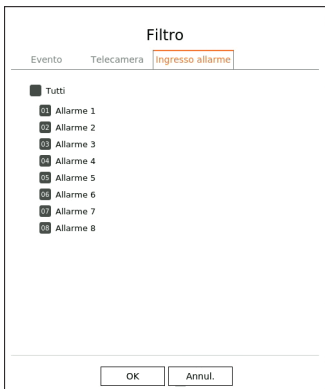 Filtro
Evento Telecamera Ingresso allarme
Tutti
01 Allarme 1
02 Allarme 2
03 Allarme 3
04 Allarme 4
05 Allarme 5
06 Allarme 6
07 Allarme 7
08 Allarme 8
OK Annul.